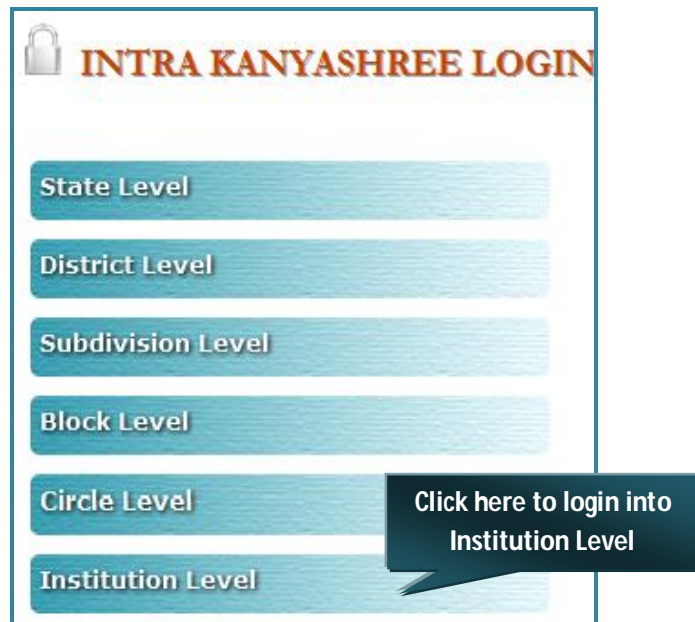 INTRA KANYASHREE LOGIN
State Level
District Level
Subdivision Level
Block Level
Circle Level
Click here to login into
Institution Level
Institution Level